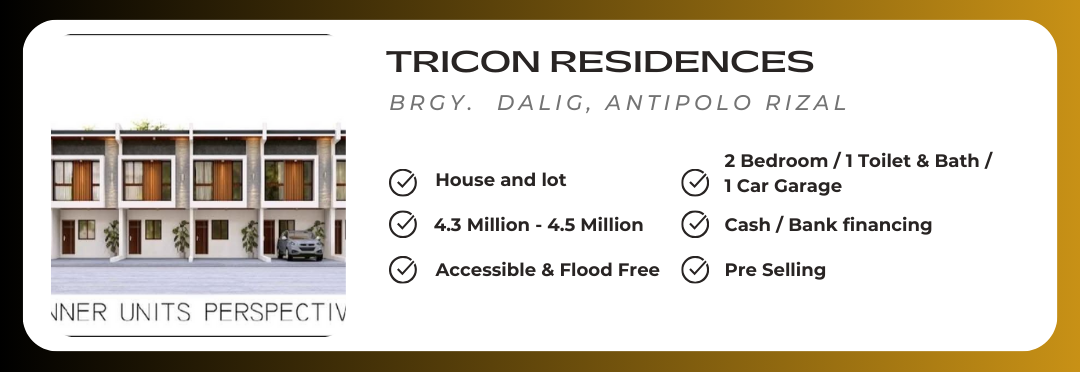 TRICON RESIDENCES
BRGY. DALIG, ANTIPOLO RIZAL
House and lot
4.3 Million - 4.5 Million
Accessible & Flood Free
2 Bedroom / 1 Toilet & Bath /
1 Car Garage
Cash / Bank financing
Pre Selling
NNER UNITS PERSPECTIV